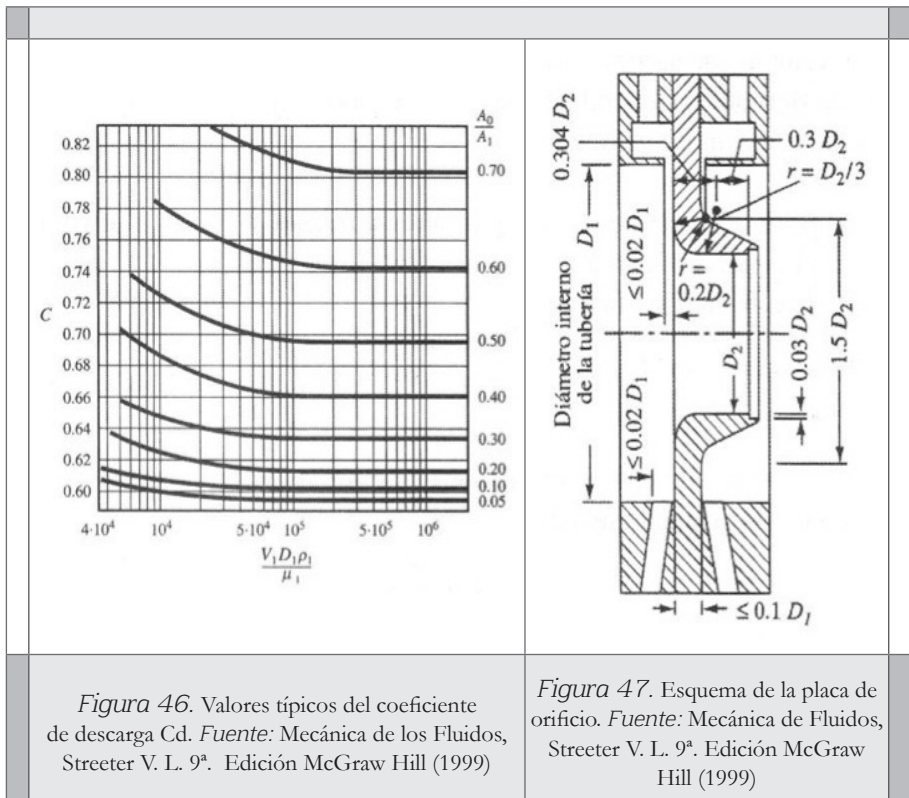 A₀
A₁
0.82
0.80
0.78
0.76
0.74
0.72
0.70
0.68
0.66
0.64
0.62
0.60
C
0.70
0.60
0.50
0.40
0.30
0.20
0.10
0.05
4·10⁴
10⁴
5·10⁴
10⁵
5·10⁵
10⁶
V₁D₁ρ₁
μ₁
0.304 D₂
0.3 D₂
r = D₂/3
Diámetro interno
de la tubería
D₁
≤ 0.02 D₁
r =
0.2D₂
≤ 0.02 D₁
D₂
0.03 D₂
1.5 D₂
≤ 0.1 D₁
Figura 46. Valores típicos del coeficiente
de descarga Cd. Fuente: Mecánica de los Fluidos,
Streeter V. L. 9ª. Edición McGraw Hill (1999)
Figura 47. Esquema de la placa de
orificio. Fuente: Mecánica de Fluidos,
Streeter V. L. 9ª. Edición McGraw
Hill (1999)